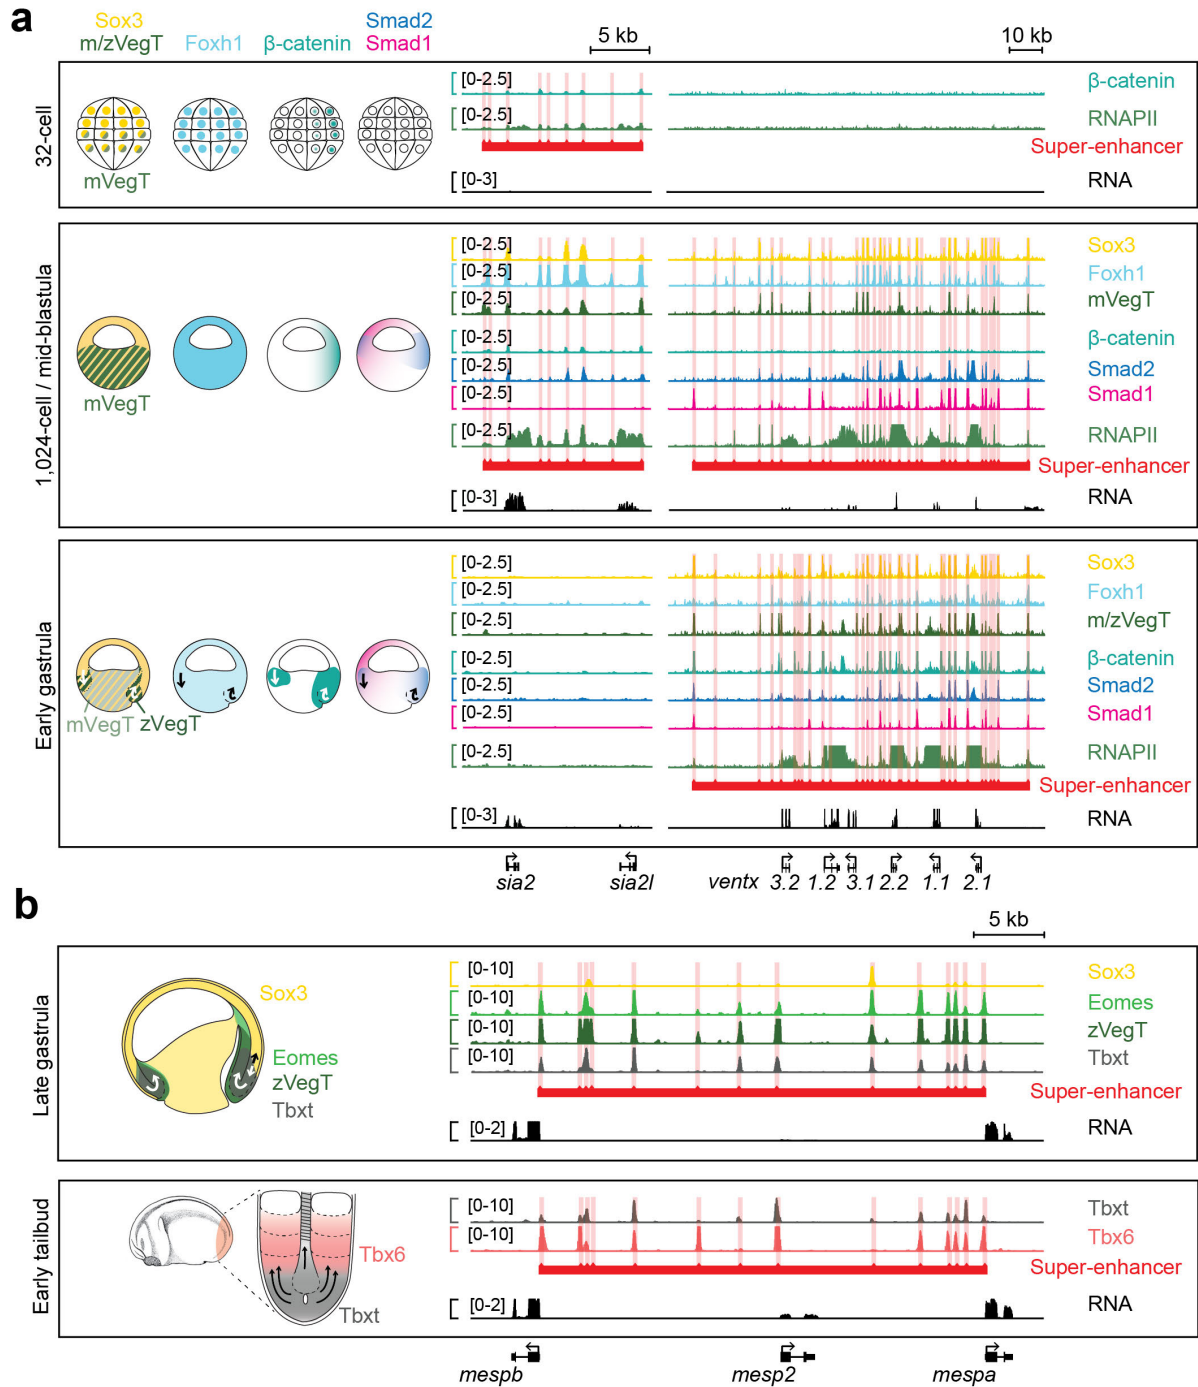 a
Sox3 Smad2
m/zVegT Foxh1 β-catenin Smad1
5 kb 10 kb
32-cell
[0-2.5] β-catenin
[0-2.5] RNAPII
Super-enhancer
mVegT
[0-3] RNA
1,024-cell / mid-blastula
[0-2.5] Sox3
[0-2.5] Foxh1
[0-2.5] mVegT
[0-2.5] β-catenin
[0-2.5] Smad2
[0-2.5] Smad1
mVegT
[0-2.5] RNAPII
Super-enhancer
[0-3] RNA
Early gastrula
[0-2.5] Sox3
[0-2.5] Foxh1
[0-2.5] m/zVegT
[0-2.5] β-catenin
[0-2.5] Smad2
[0-2.5] Smad1
mVegT zVegT
[0-2.5] RNAPII
Super-enhancer
[0-3] RNA
sia2 sia2l ventx 3.2 1.2 3.1 2.2 1.1 2.1
b
5 kb
Late gastrula
Sox3
Eomes
zVegT
Tbxt
[0-10] Sox3
[0-10] Eomes
[0-10] zVegT
[0-10] Tbxt
Super-enhancer
[0-2] RNA
Early tailbud
Tbx6
Tbxt
[0-10] Tbxt
[0-10] Tbx6
Super-enhancer
[0-2] RNA
mespb mesp2 mespa